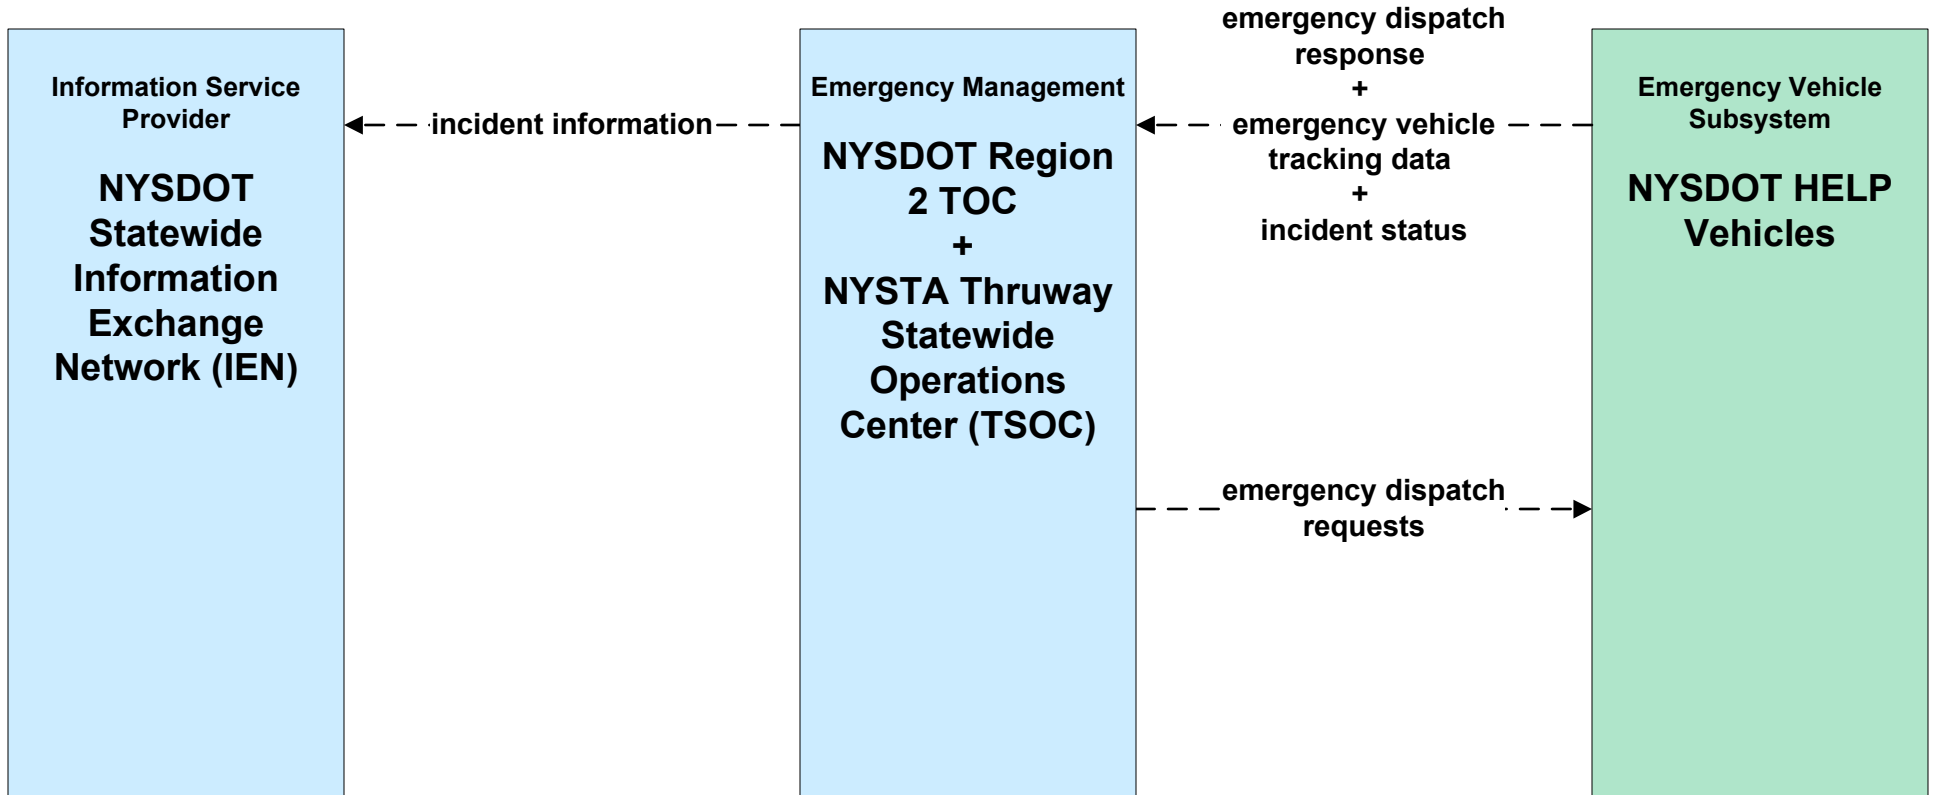 Information Service
Provider
NYSDOT
Statewide
Information
Exchange
Network (IEN)
incident information
Emergency Management
NYSDOT Region
2 TOC
+
NYSTA Thruway
Statewide
Operations
Center (TSOC)
emergency dispatch
response
+
emergency vehicle
tracking data
+
incident status
emergency dispatch
requests
Emergency Vehicle
Subsystem
NYSDOT HELP
Vehicles